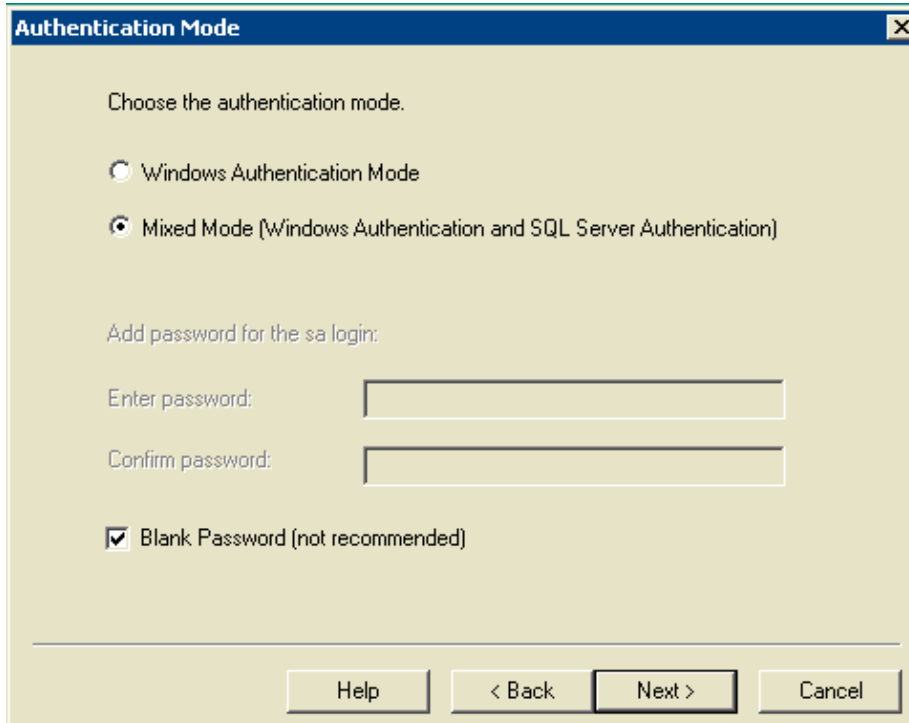 Authentication Mode
Choose the authentication mode.
Windows Authentication Mode
Mixed Mode (Windows Authentication and SQL Server Authentication)
Add password for the sa login:
Enter password:
Confirm password:
Blank Password (not recommended)
Help < Back Next > Cancel